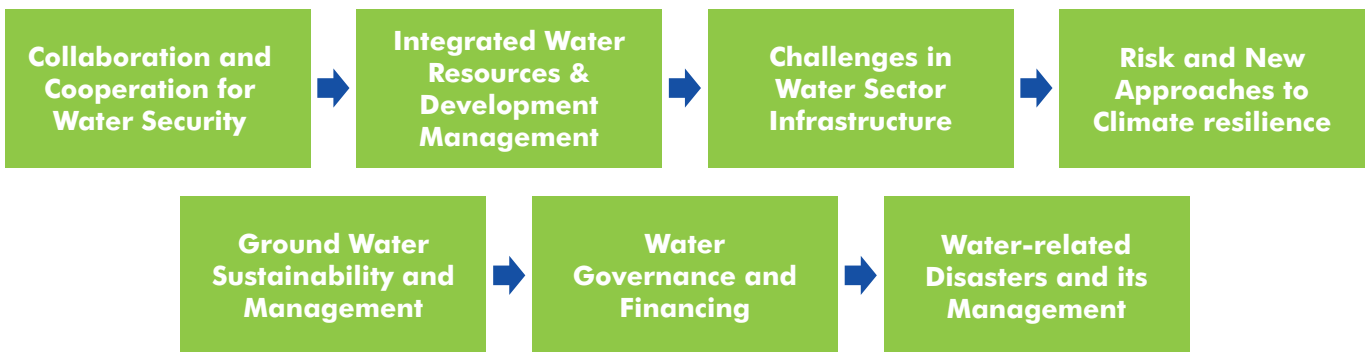 Collaboration and
Cooperation for
Water Security
Integrated Water
Resources &
Development
Management
Challenges in
Water Sector
Infrastructure
Risk and New
Approaches to
Climate resilience
Ground Water
Sustainability and
Management
Water
Governance and
Financing
Water-related
Disasters and its
Management